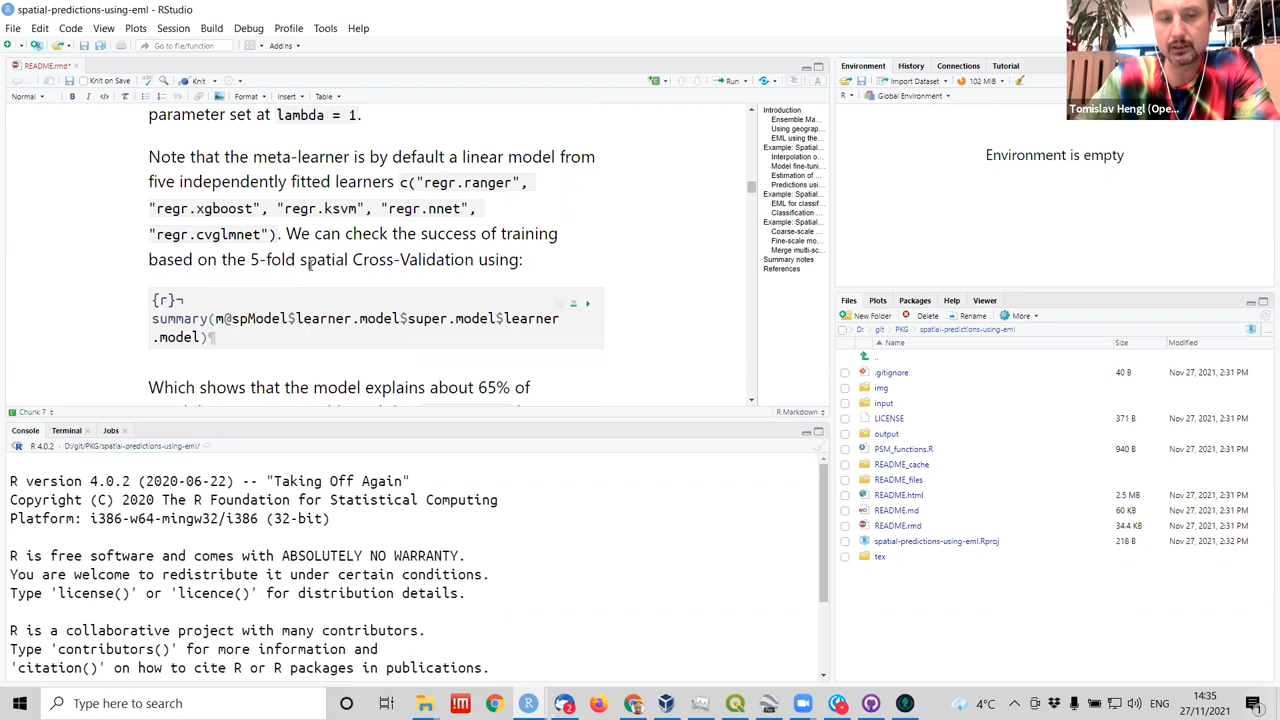 spatial-predictions-using-eml - RStudio
File Edit Code View Plots Session Build Debug Profile Tools Help
Go to file/function Addins
README.rmd*
Knit on Save Knit Run
Normal B I Format Insert Table
parameter set at lambda = 1.
Note that the meta-learner is by default a linear model from
five independently fitted learners c("regr.ranger",
"regr.xgboost", "regr.ksvm", "regr.nnet",
"regr.cvglmnet"). We can check the success of training
based on the 5-fold spatial Cross-Validation using:
{r}¬
summary(m@spModel$learner.model$super.model$learner
.model)¶
Which shows that the model explains about 65% of
Chunk 7 R Markdown
Introduction
Ensemble Ma...
Using geograp...
EML using the...
Example: Spatial...
Interpolation o...
Model fine-tuni...
Estimation of ...
Predictions usi...
Example: Spatial...
EML for classif...
Classification ...
Example: Spatial...
Coarse-scale ...
Fine-scale mo...
Merge multi-sc...
Summary notes
References
Console Terminal Jobs
R 4.0.2 · D:/git/PKG/spatial-predictions-using-eml/
R version 4.0.2 (2020-06-22) -- "Taking Off Again"
Copyright (C) 2020 The R Foundation for Statistical Computing
Platform: i386-w64-mingw32/i386 (32-bit)
R is free software and comes with ABSOLUTELY NO WARRANTY.
You are welcome to redistribute it under certain conditions.
Type 'license()' or 'licence()' for distribution details.
R is a collaborative project with many contributors.
Type 'contributors()' for more information and
'citation()' on how to cite R or R packages in publications.
Environment History Connections Tutorial
Import Dataset 102 MiB
R Global Environment
Environment is empty
Tomislav Hengl (Ope...
Files Plots Packages Help Viewer
New Folder Delete Rename More
D: git PKG spatial-predictions-using-eml
Name Size Modified
..
.gitignore 40 B Nov 27, 2021, 2:31 PM
img
input
LICENSE 371 B Nov 27, 2021, 2:31 PM
output
PSM_functions.R 940 B Nov 27, 2021, 2:31 PM
README_cache
README_files
README.html 2.5 MB Nov 27, 2021, 2:31 PM
README.md 60 KB Nov 27, 2021, 2:31 PM
README.rmd 34.4 KB Nov 27, 2021, 2:31 PM
spatial-predictions-using-eml.Rproj 218 B Nov 27, 2021, 2:32 PM
tex
Type here to search
4°C
14:35
27/11/2021